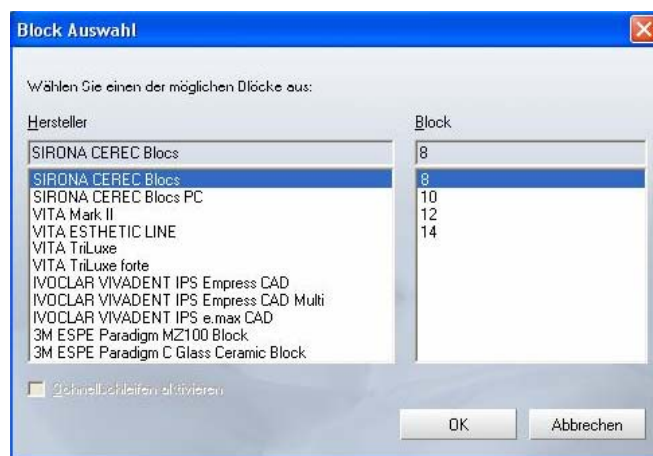 Block Auswahl
Wählen Sie einen der möglichen Blöcke aus:
Hersteller
Block
SIRONA CEREC Blocs
8
SIRONA CEREC Blocs
8
SIRONA CEREC Blocs PC
10
VITA Mark II
12
VITA ESTHETIC LINE
14
VITA TriLuxe
VITA TriLuxe forte
IVOCLAR VIVADENT IPS Empress CAD
IVOCLAR VIVADENT IPS Empress CAD Multi
IVOCLAR VIVADENT IPS e.max CAD
3M ESPE Paradigm MZ100 Block
3M ESPE Paradigm C Glass Ceramic Block
Schnellschleifen aktivieren
OK
Abbrechen